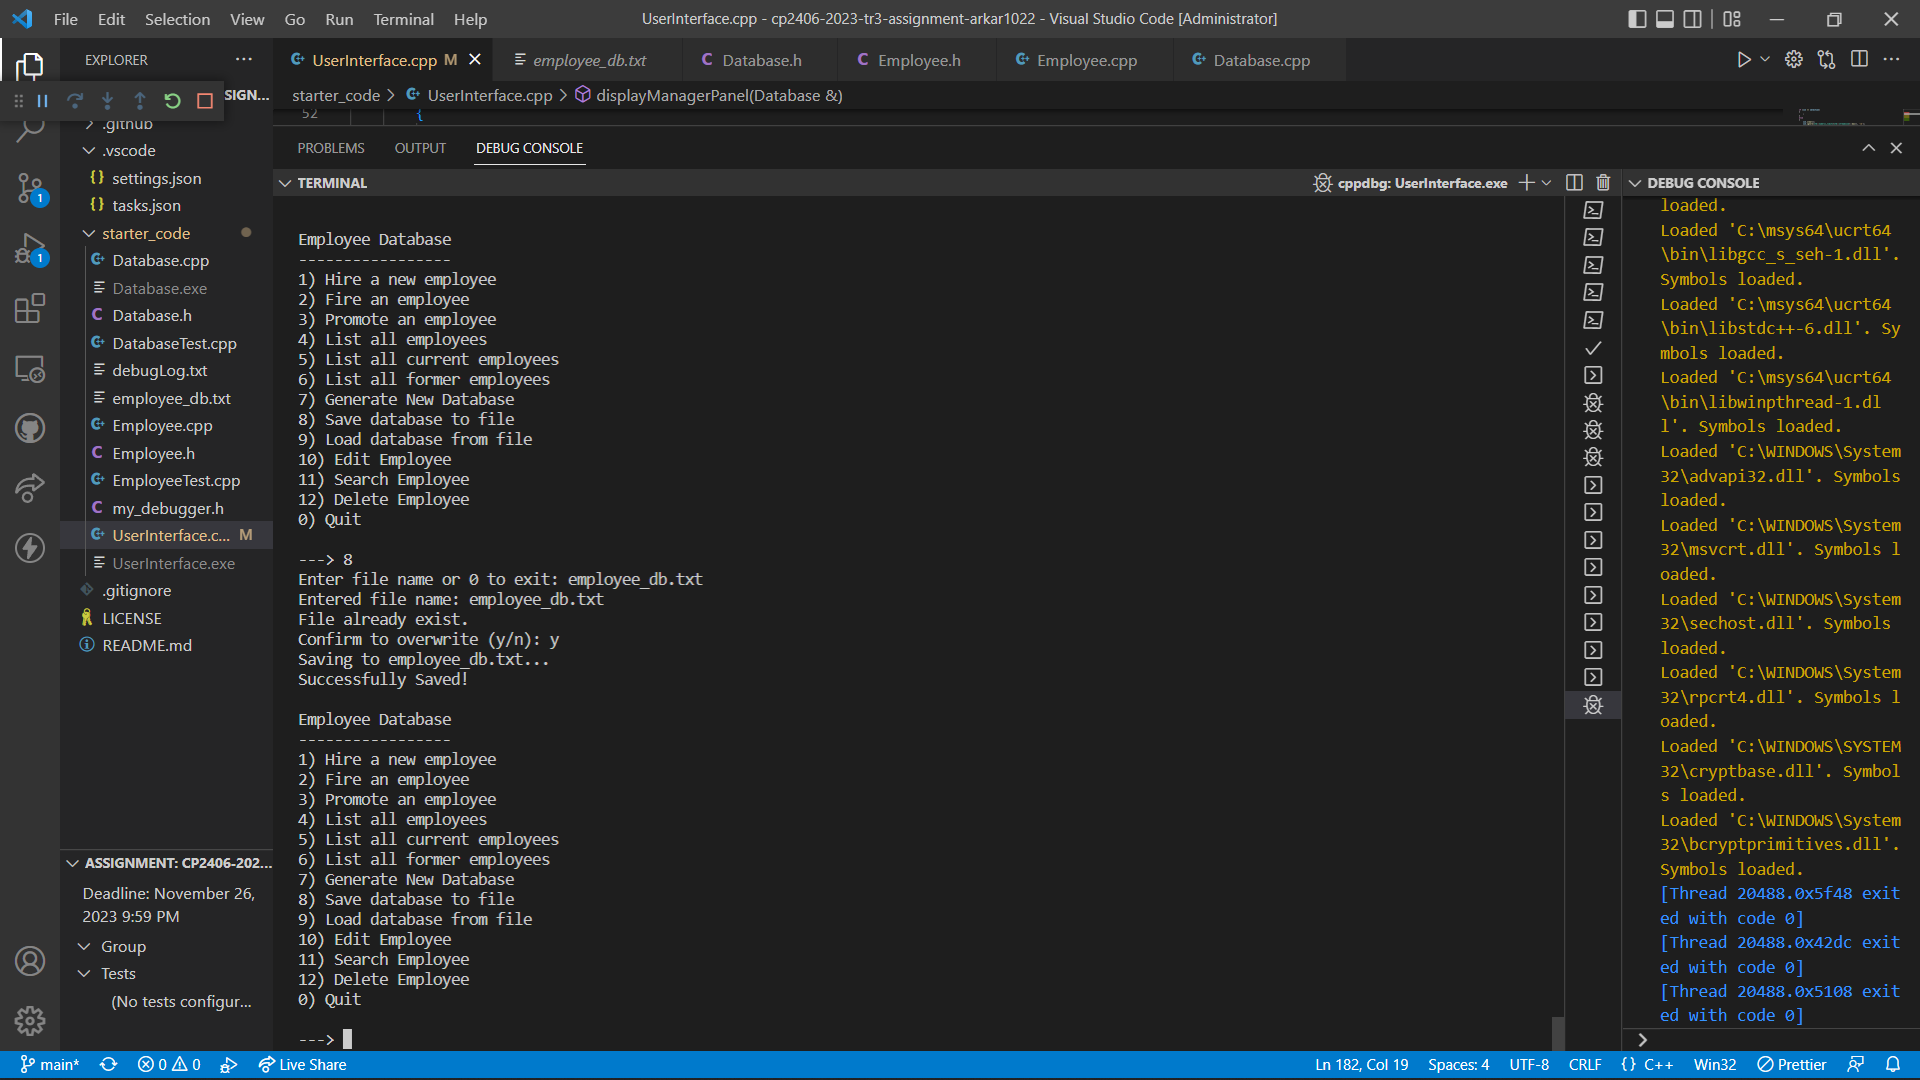 File Edit Selection View Go Run Terminal Help
UserInterface.cpp - cp2406-2023-tr3-assignment-arkar1022 - Visual Studio Code [Administrator]
EXPLORER
UserInterface.cpp M
employee_db.txt
Database.h
Employee.h
Employee.cpp
Database.cpp
SIGN...
starter_code > UserInterface.cpp > displayManagerPanel(Database &)
52 {
.github
.vscode
settings.json
tasks.json
starter_code
Database.cpp
Database.exe
Database.h
DatabaseTest.cpp
debugLog.txt
employee_db.txt
Employee.cpp
Employee.h
EmployeeTest.cpp
my_debugger.h
UserInterface.c... M
UserInterface.exe
.gitignore
LICENSE
README.md
1
1
ASSIGNMENT: CP2406-202...
Deadline: November 26,
2023 9:59 PM
Group
Tests
(No tests configur...
PROBLEMS OUTPUT DEBUG CONSOLE
TERMINAL
cppdbg: UserInterface.exe
Employee Database
-----------------
1) Hire a new employee
2) Fire an employee
3) Promote an employee
4) List all employees
5) List all current employees
6) List all former employees
7) Generate New Database
8) Save database to file
9) Load database from file
10) Edit Employee
11) Search Employee
12) Delete Employee
0) Quit
---> 8
Enter file name or 0 to exit: employee_db.txt
Entered file name: employee_db.txt
File already exist.
Confirm to overwrite (y/n): y
Saving to employee_db.txt...
Successfully Saved!
Employee Database
-----------------
1) Hire a new employee
2) Fire an employee
3) Promote an employee
4) List all employees
5) List all current employees
6) List all former employees
7) Generate New Database
8) Save database to file
9) Load database from file
10) Edit Employee
11) Search Employee
12) Delete Employee
0) Quit
--->
DEBUG CONSOLE
loaded.
Loaded 'C:\msys64\ucrt64
\bin\libgcc_s_seh-1.dll'.
Symbols loaded.
Loaded 'C:\msys64\ucrt64
\bin\libstdc++-6.dll'. Sy
mbols loaded.
Loaded 'C:\msys64\ucrt64
\bin\libwinpthread-1.dl
l'. Symbols loaded.
Loaded 'C:\WINDOWS\System
32\advapi32.dll'. Symbols
loaded.
Loaded 'C:\WINDOWS\System
32\msvcrt.dll'. Symbols l
oaded.
Loaded 'C:\WINDOWS\System
32\sechost.dll'. Symbols
loaded.
Loaded 'C:\WINDOWS\System
32\rpcrt4.dll'. Symbols l
oaded.
Loaded 'C:\WINDOWS\SYSTEM
32\cryptbase.dll'. Symbol
s loaded.
Loaded 'C:\WINDOWS\System
32\bcryptprimitives.dll'.
Symbols loaded.
[Thread 20488.0x5f48 exit
ed with code 0]
[Thread 20488.0x42dc exit
ed with code 0]
[Thread 20488.0x5108 exit
ed with code 0]
main* 0 0 Live Share
Ln 182, Col 19 Spaces: 4 UTF-8 CRLF {} C++ Win32 Prettier